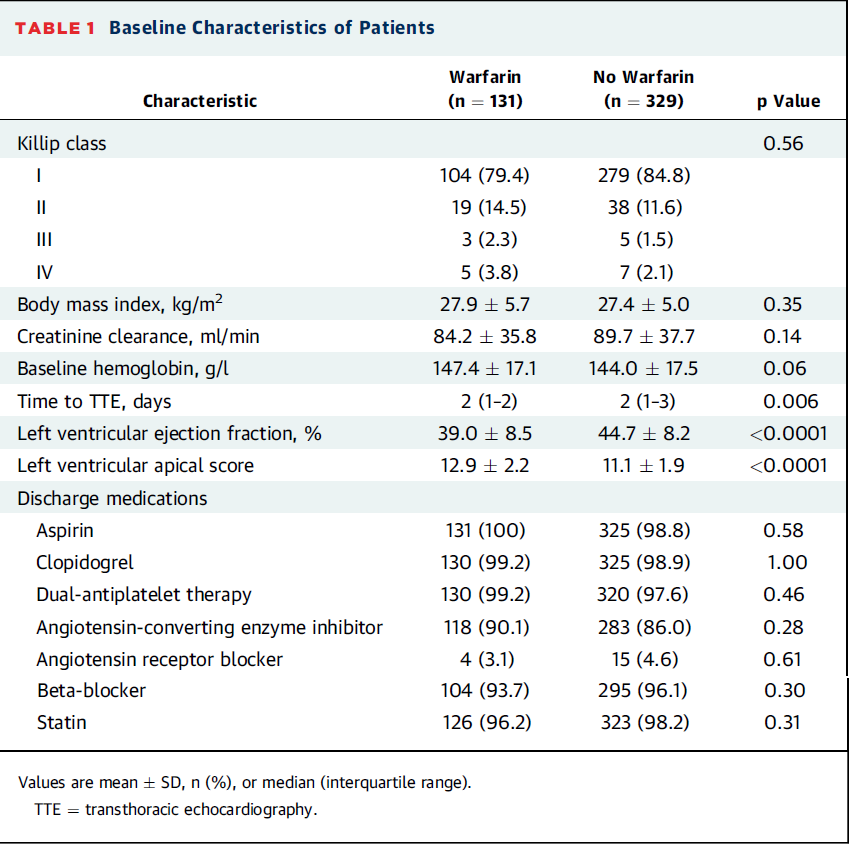 TABLE 1 Baseline Characteristics of Patients
Characteristic Warfarin (n = 131) No Warfarin (n = 329) p Value
Killip class 0.56
I 104 (79.4) 279 (84.8)
II 19 (14.5) 38 (11.6)
III 3 (2.3) 5 (1.5)
IV 5 (3.8) 7 (2.1)
Body mass index, kg/m² 27.9 ± 5.7 27.4 ± 5.0 0.35
Creatinine clearance, ml/min 84.2 ± 35.8 89.7 ± 37.7 0.14
Baseline hemoglobin, g/l 147.4 ± 17.1 144.0 ± 17.5 0.06
Time to TTE, days 2 (1–2) 2 (1–3) 0.006
Left ventricular ejection fraction, % 39.0 ± 8.5 44.7 ± 8.2 <0.0001
Left ventricular apical score 12.9 ± 2.2 11.1 ± 1.9 <0.0001
Discharge medications
Aspirin 131 (100) 325 (98.8) 0.58
Clopidogrel 130 (99.2) 325 (98.9) 1.00
Dual-antiplatelet therapy 130 (99.2) 320 (97.6) 0.46
Angiotensin-converting enzyme inhibitor 118 (90.1) 283 (86.0) 0.28
Angiotensin receptor blocker 4 (3.1) 15 (4.6) 0.61
Beta-blocker 104 (93.7) 295 (96.1) 0.30
Statin 126 (96.2) 323 (98.2) 0.31
Values are mean ± SD, n (%), or median (interquartile range).
TTE = transthoracic echocardiography.